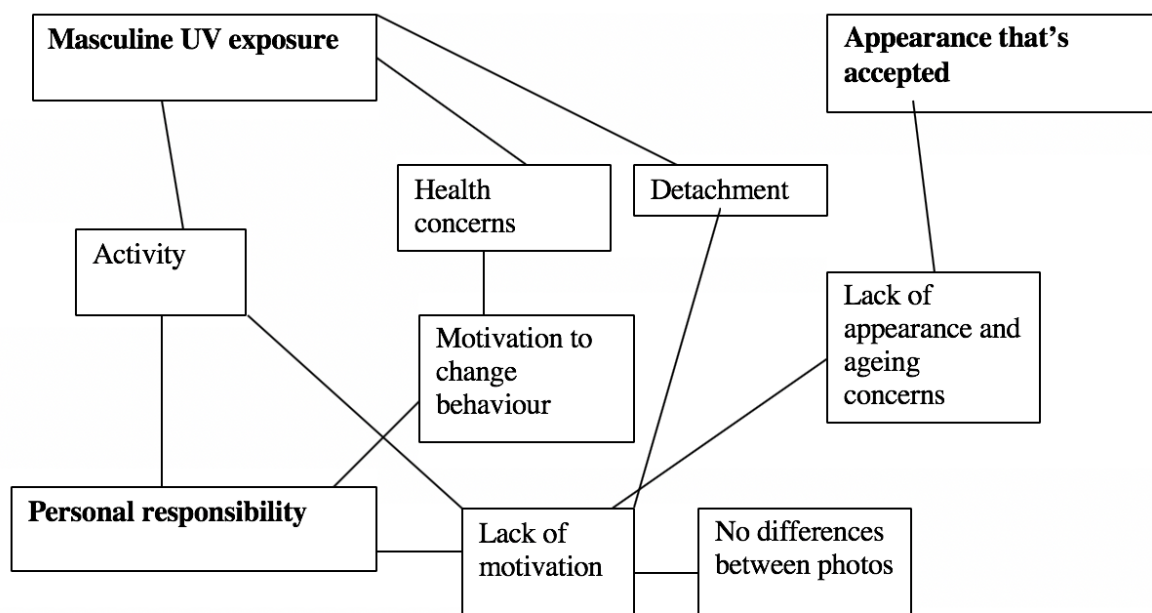 Masculine UV exposure
Appearance that’s
accepted
Health
concerns
Detachment
Activity
Lack of
appearance and
ageing
concerns
Motivation to
change
behaviour
Personal responsibility
Lack of
motivation
No differences
between photos